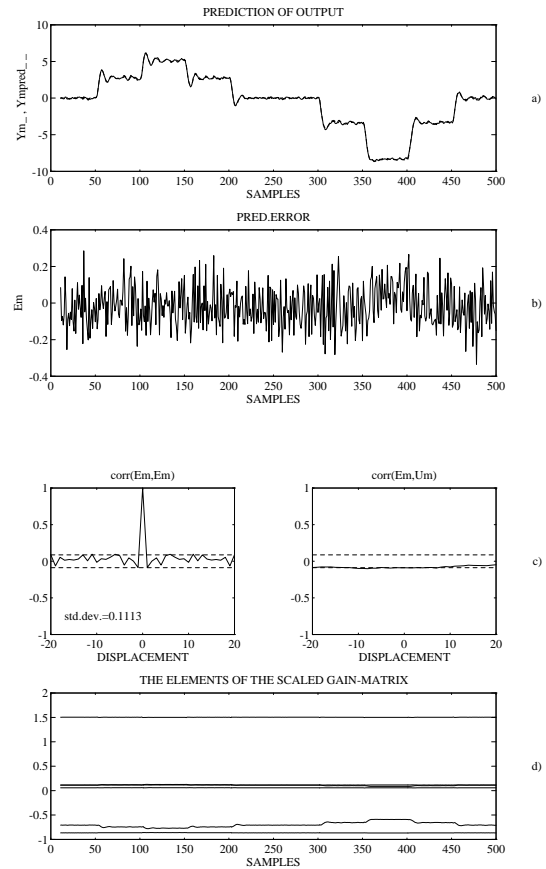 PREDICTION OF OUTPUT
10
5
0
-5
-10
Ym_ , Ympred_ _
0 50 100 150 200 250 300 350 400 450 500
SAMPLES
a)
PRED.ERROR
0.4
0.2
0
-0.2
-0.4
Em
0 50 100 150 200 250 300 350 400 450 500
SAMPLES
b)
corr(Em,Em)
1
0.5
0
-0.5
-1
std.dev.=0.1113
-20 -10 0 10 20
DISPLACEMENT
corr(Em,Um)
1
0.5
0
-0.5
-1
-20 -10 0 10 20
DISPLACEMENT
c)
THE ELEMENTS OF THE SCALED GAIN-MATRIX
2
1.5
1
0.5
0
-0.5
-1
0 50 100 150 200 250 300 350 400 450 500
SAMPLES
d)